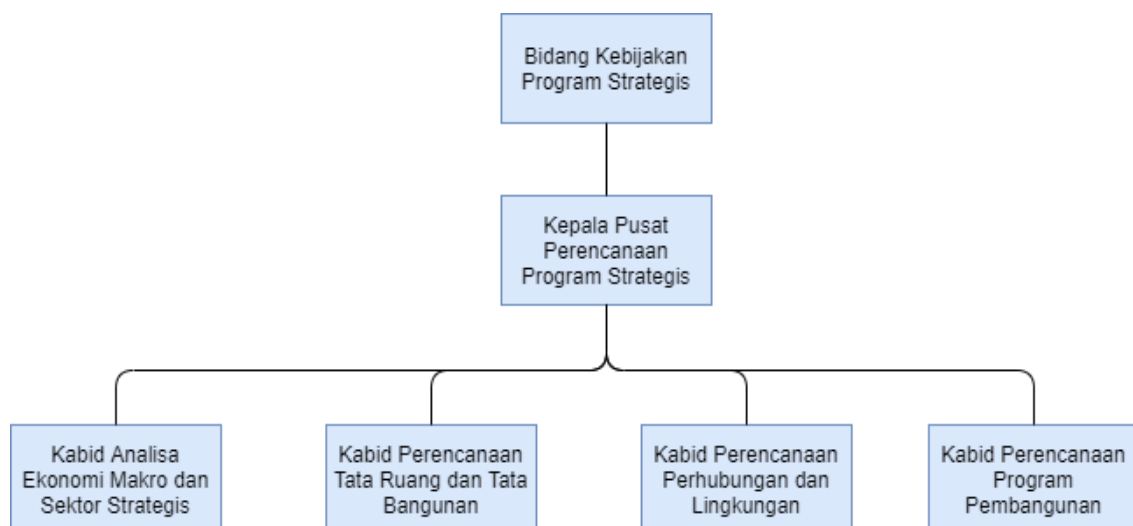 Bidang Kebijakan
Program Strategis
Kepala Pusat
Perencanaan
Program Strategis
Kabid Analisa
Ekonomi Makro dan
Sektor Strategis
Kabid Perencanaan
Tata Ruang dan Tata
Bangunan
Kabid Perencanaan
Perhubungan dan
Lingkungan
Kabid Perencanaan
Program
Pembangunan